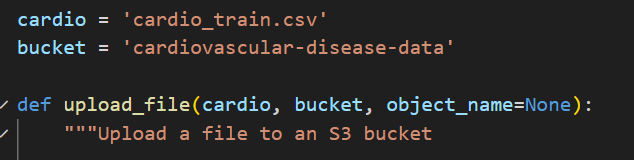 cardio = 'cardio_train.csv'
bucket = 'cardiovascular-disease-data'
def upload_file(cardio, bucket, object_name=None):
"""Upload a file to an S3 bucket